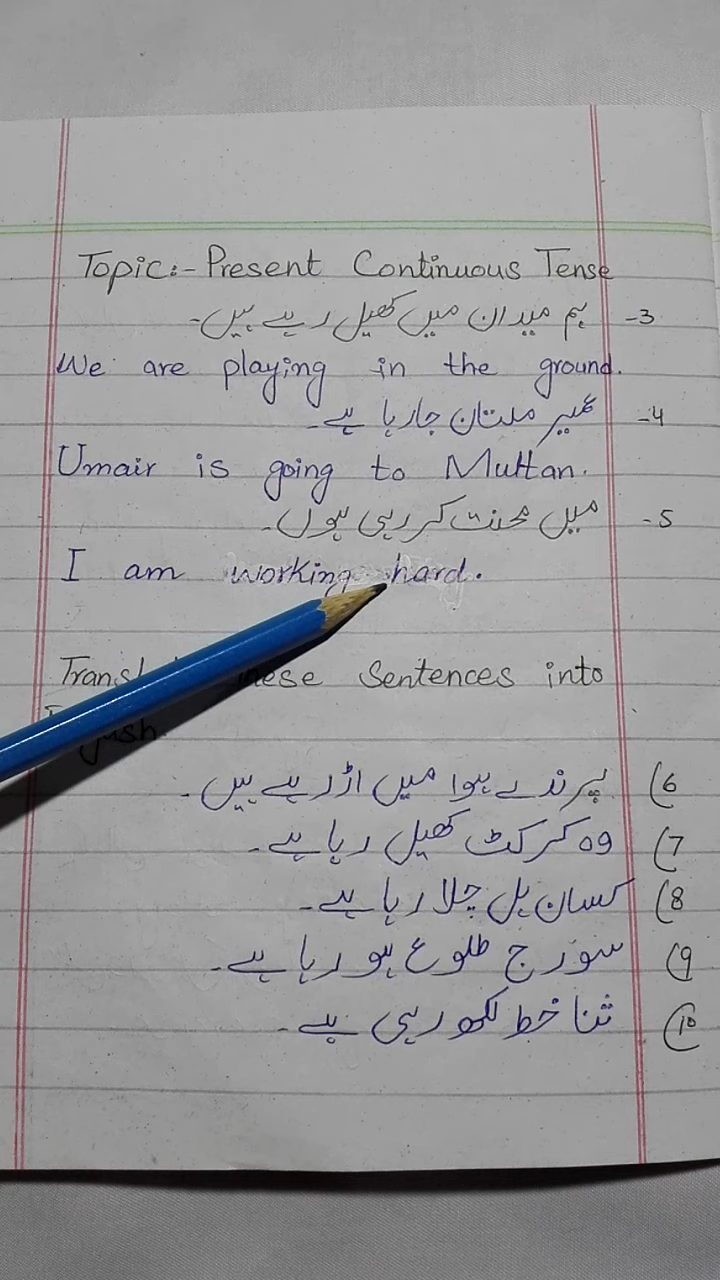 Topic:- Present Continuous Tense
3- ہم میدان میں کھیل رہے ہیں۔
We are playing in the ground.
4- عمیر ملتان جا رہا ہے۔
Umair is going to Multan.
5- میں محنت کر رہی ہوں۔
I am working hard.
these Sentences into
6) پرندے ہوا میں اڑ رہے ہیں۔
7) وہ کرکٹ کھیل رہا ہے۔
8) کسان ہل چلا رہا ہے۔
9) سورج طلوع ہو رہا ہے۔
10) ثنا خط لکھ رہی ہے۔